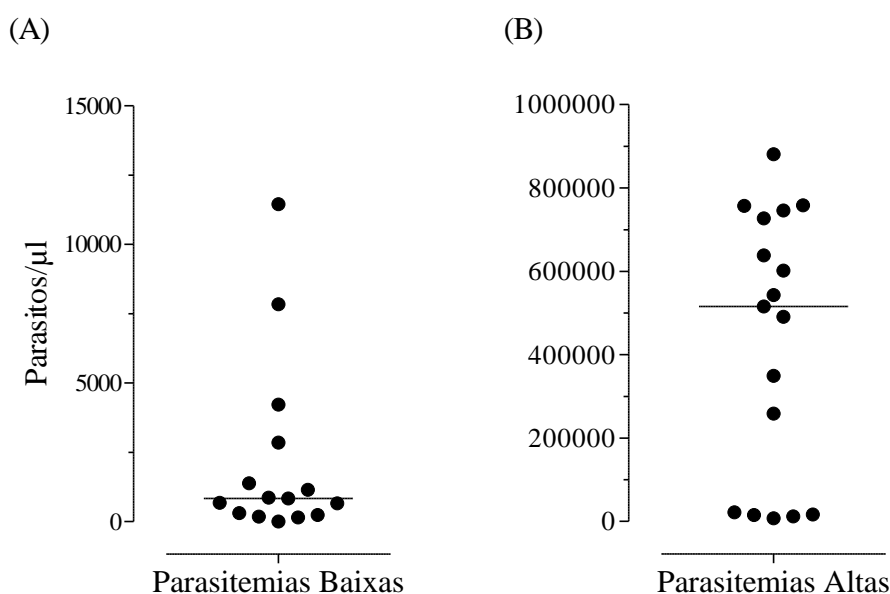 (A)
(B)
15000
10000
5000
0
Parasitos/µl
Parasitemias Baixas
1000000
800000
600000
400000
200000
0
Parasitemias Altas